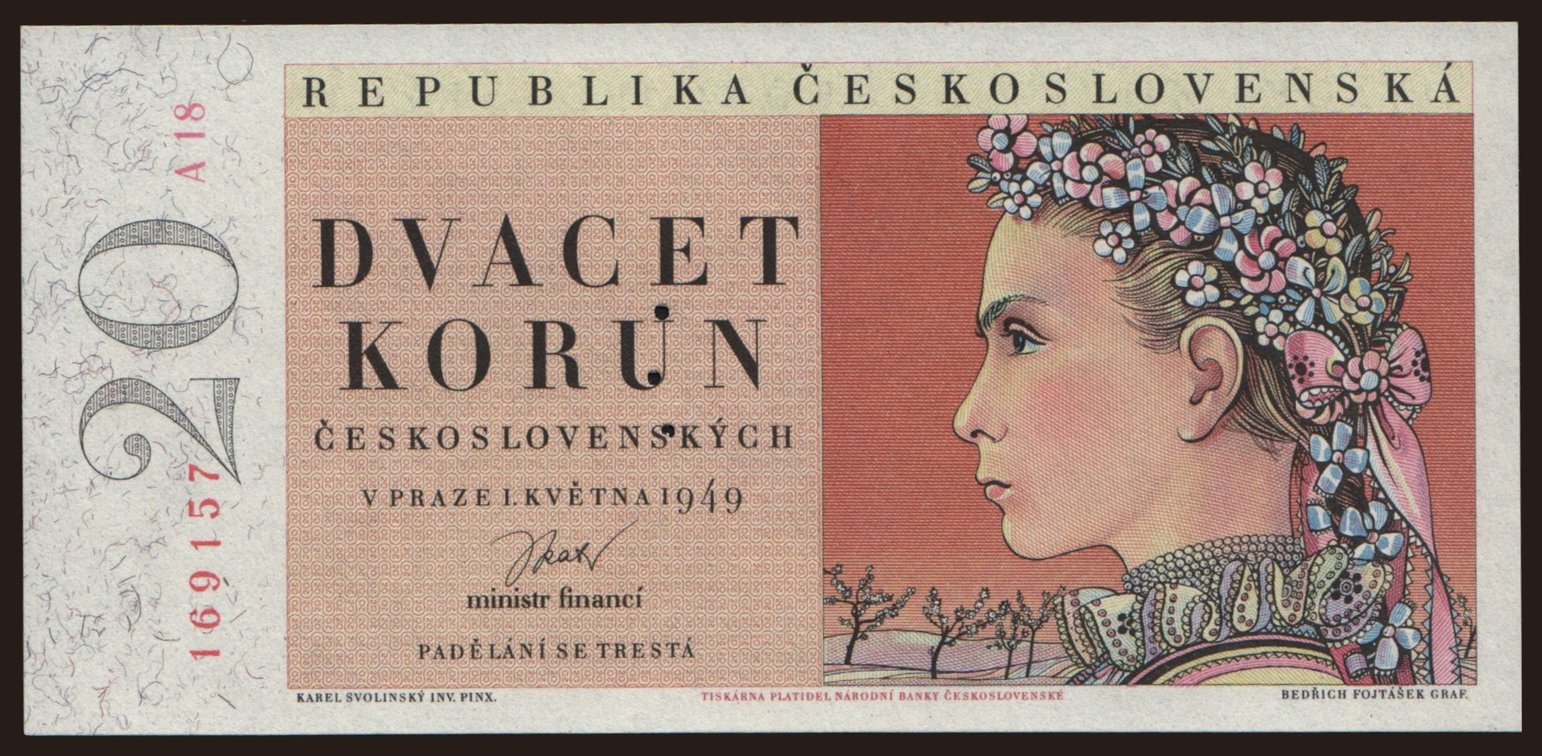 REPUBLIKA ČESKOSLOVENSKÁ
A 18
20
169157
DVACET
KORUN
ČESKOSLOVENSKÝCH
V PRAZE 1. KVĚTNA 1949
ministr financí
PADĚLÁNÍ SE TRESTÁ
KAREL SVOLINSKÝ INV. PINX.
TISKÁRNA PLATIDEL NÁRODNÍ BANKY ČESKOSLOVENSKÉ
BEDŘICH FOJTÁŠEK GRAF.